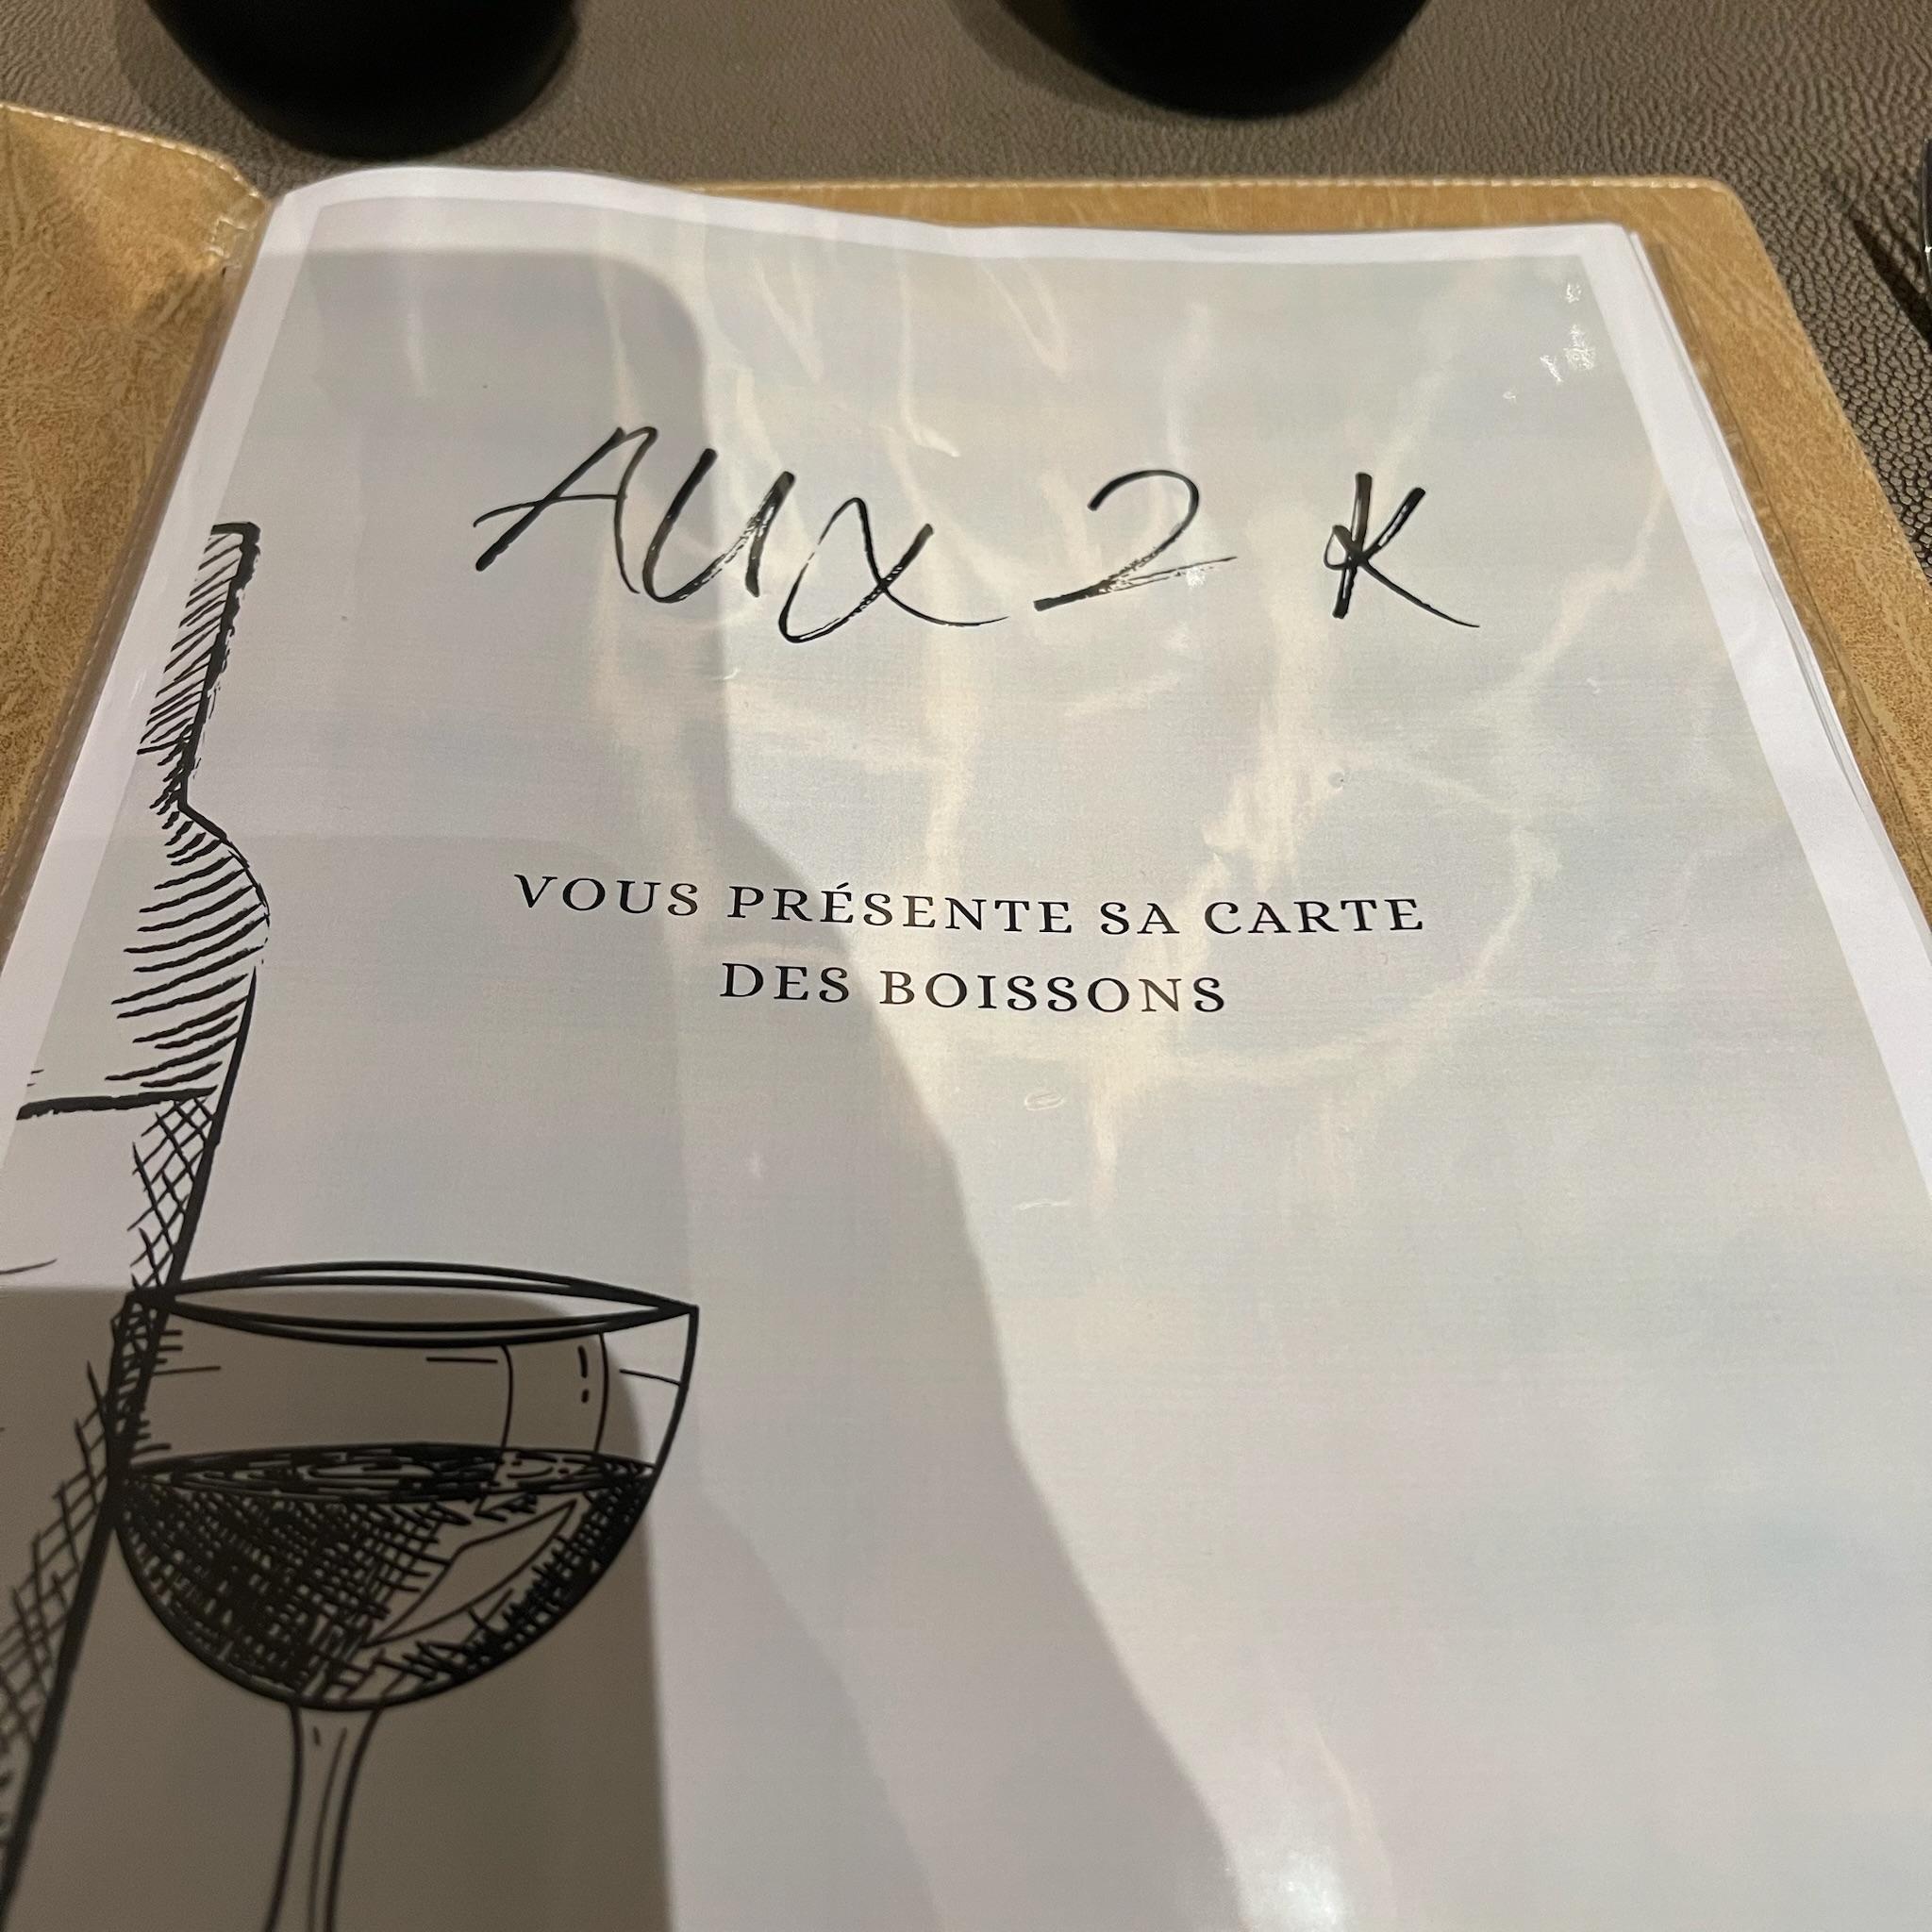 AUX 2 K
VOUS PRÉSENTE SA CARTE
DES BOISSONS